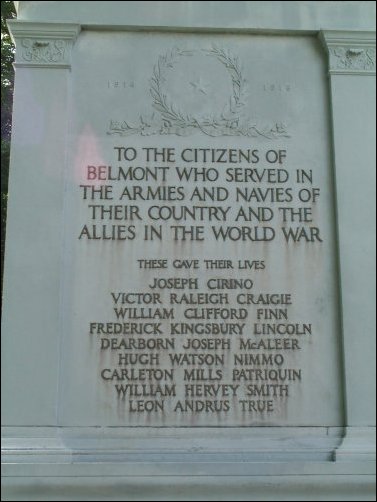 1914 1918
TO THE CITIZENS OF
BELMONT WHO SERVED IN
THE ARMIES AND NAVIES OF
THEIR COUNTRY AND THE
ALLIES IN THE WORLD WAR
THESE GAVE THEIR LIVES
JOSEPH CIRINO
VICTOR RALEIGH CRAIGIE
WILLIAM CLIFFORD FINN
FREDERICK KINGSBURY LINCOLN
DEARBORN JOSEPH McALEER
HUGH WATSON NIMMO
CARLETON MILLS PATRIQUIN
WILLIAM HERVEY SMITH
LEON ANDRUS TRUE